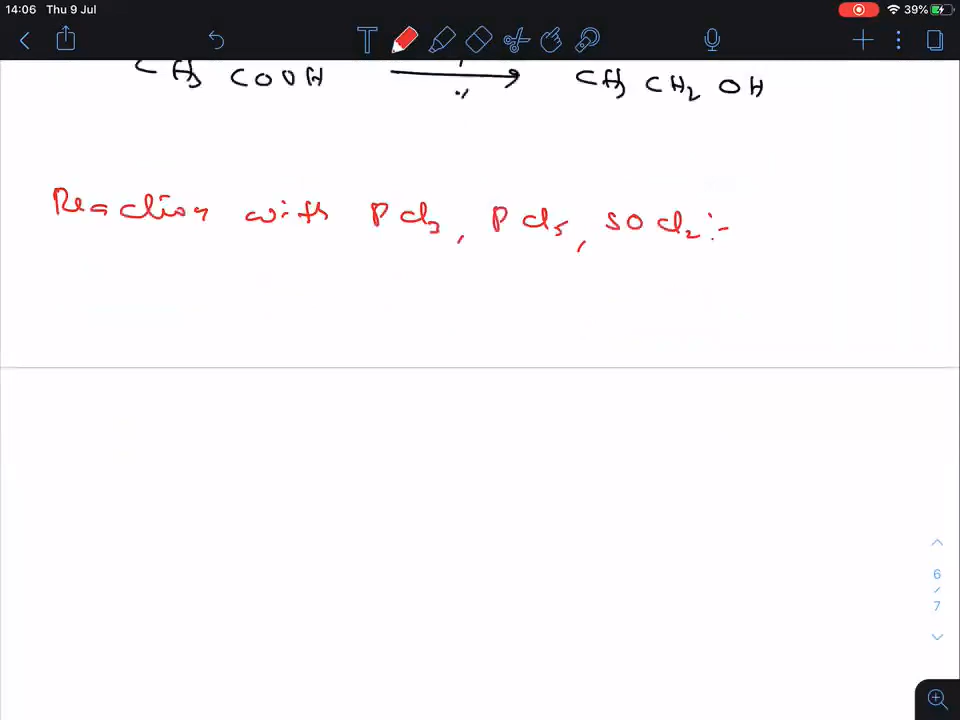 14:06 Thu 9 Jul 39%
T
CH3 COOH → CH3 CH2 OH
Reaction with PCl3, PCl5, SOCl2:-
6
/
7